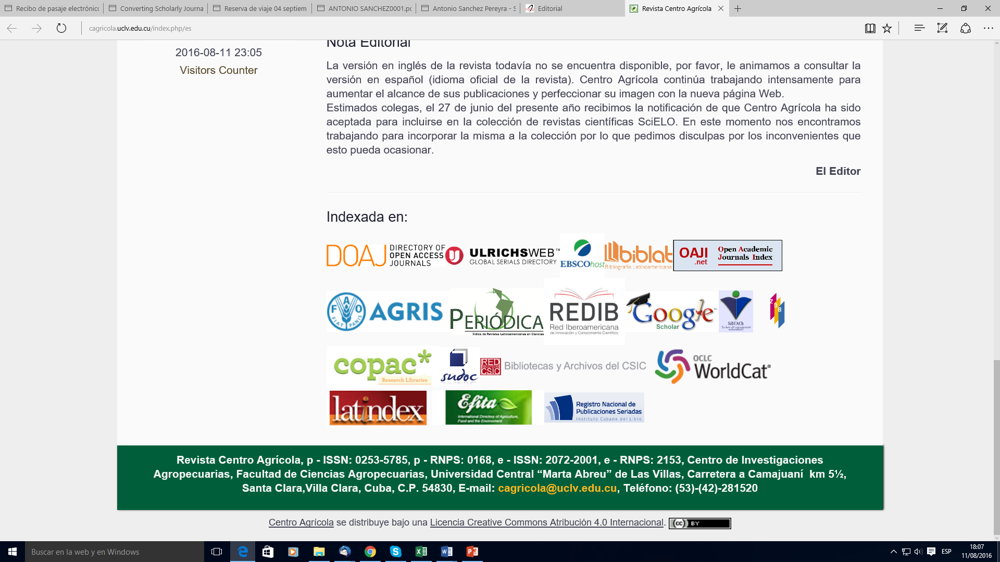 Recibo de pasaje electrónico
Converting Scholarly Journa
Reserva de viaje 04 septiem
ANTONIO SANCHEZ0001.pd
Antonio Sanchez Pereyra - S
Editorial
Revista Centro Agrícola
cagricola.uclv.edu.cu/index.php/es
2016-08-11 23:05
Visitors Counter
Nota Editorial
La versión en inglés de la revista todavía no se encuentra disponible, por favor, le animamos a consultar la
versión en español (idioma oficial de la revista). Centro Agrícola continúa trabajando intensamente para
aumentar el alcance de sus publicaciones y perfeccionar su imagen con la nueva página Web.
Estimados colegas, el 27 de junio del presente año recibimos la notificación de que Centro Agrícola ha sido
aceptada para incluirse en la colección de revistas científicas SciELO. En este momento nos encontramos
trabajando para incorporar la misma a la colección por lo que pedimos disculpas por los inconvenientes que
esto pueda ocasionar.
El Editor
Indexada en:
DOAJ DIRECTORY OF
OPEN ACCESS
JOURNALS
U ULRICHSWEB™
GLOBAL SERIALS DIRECTORY
EBSCOhost
biblat
Bibliografía Latinoamericana
OAJI
.net
Open Academic
Journals Index
FAO
FIAT PANIS
AGRIS
PERIÓDICA
Índice de Revistas Latinoamericanas en Ciencias
REDIB
Red Iberoamericana
de Innovación y Conocimiento Científico
Google™
Scholar
SiBUACh
ZDB
copac*
Research Libraries
sudoc
RED
CSIC
Bibliotecas y Archivos del CSIC
OCLC
WorldCat®
latindex
Efita
International Directory of Agriculture,
Food and the Environment
Registro Nacional de
Publicaciones Seriadas
Instituto Cubano del Libro
Revista Centro Agrícola, p - ISSN: 0253-5785, p - RNPS: 0168, e - ISSN: 2072-2001, e - RNPS: 2153, Centro de Investigaciones
Agropecuarias, Facultad de Ciencias Agropecuarias, Universidad Central “Marta Abreu” de Las Villas, Carretera a Camajuaní km 5½,
Santa Clara,Villa Clara, Cuba, C.P. 54830, E-mail: cagricola@uclv.edu.cu, Teléfono: (53)-(42)-281520
Centro Agrícola se distribuye bajo una Licencia Creative Commons Atribución 4.0 Internacional.
cc BY
Buscar en la web y en Windows
ESP
18:07
11/08/2016